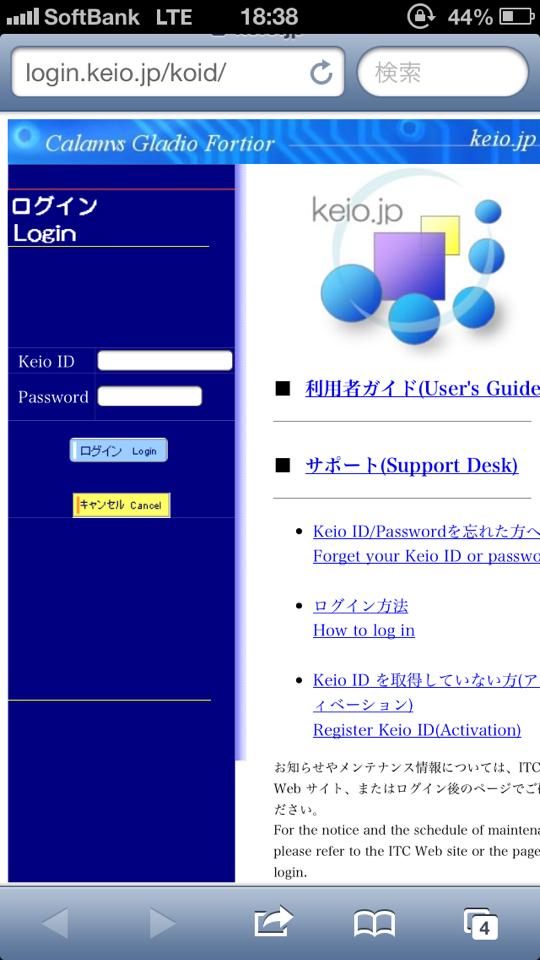 SoftBank LTE 18:38 44%
login.keio.jp/koid/ 検索
Calamvs Gladio Fortior keio.jp
ログイン
Login
keio.jp
Keio ID
Password
ログイン Login
キャンセル Cancel
■ 利用者ガイド(User's Guide
■ サポート(Support Desk)
• Keio ID/Passwordを忘れた方へ
Forget your Keio ID or passwo
• ログイン方法
How to log in
• Keio ID を取得していない方(ア
ィベーション)
Register Keio ID(Activation)
お知らせやメンテナンス情報については、ITC
Web サイト、またはログイン後のページでご
ださい。
For the notice and the schedule of maintena
please refer to the ITC Web site or the page
login.
4